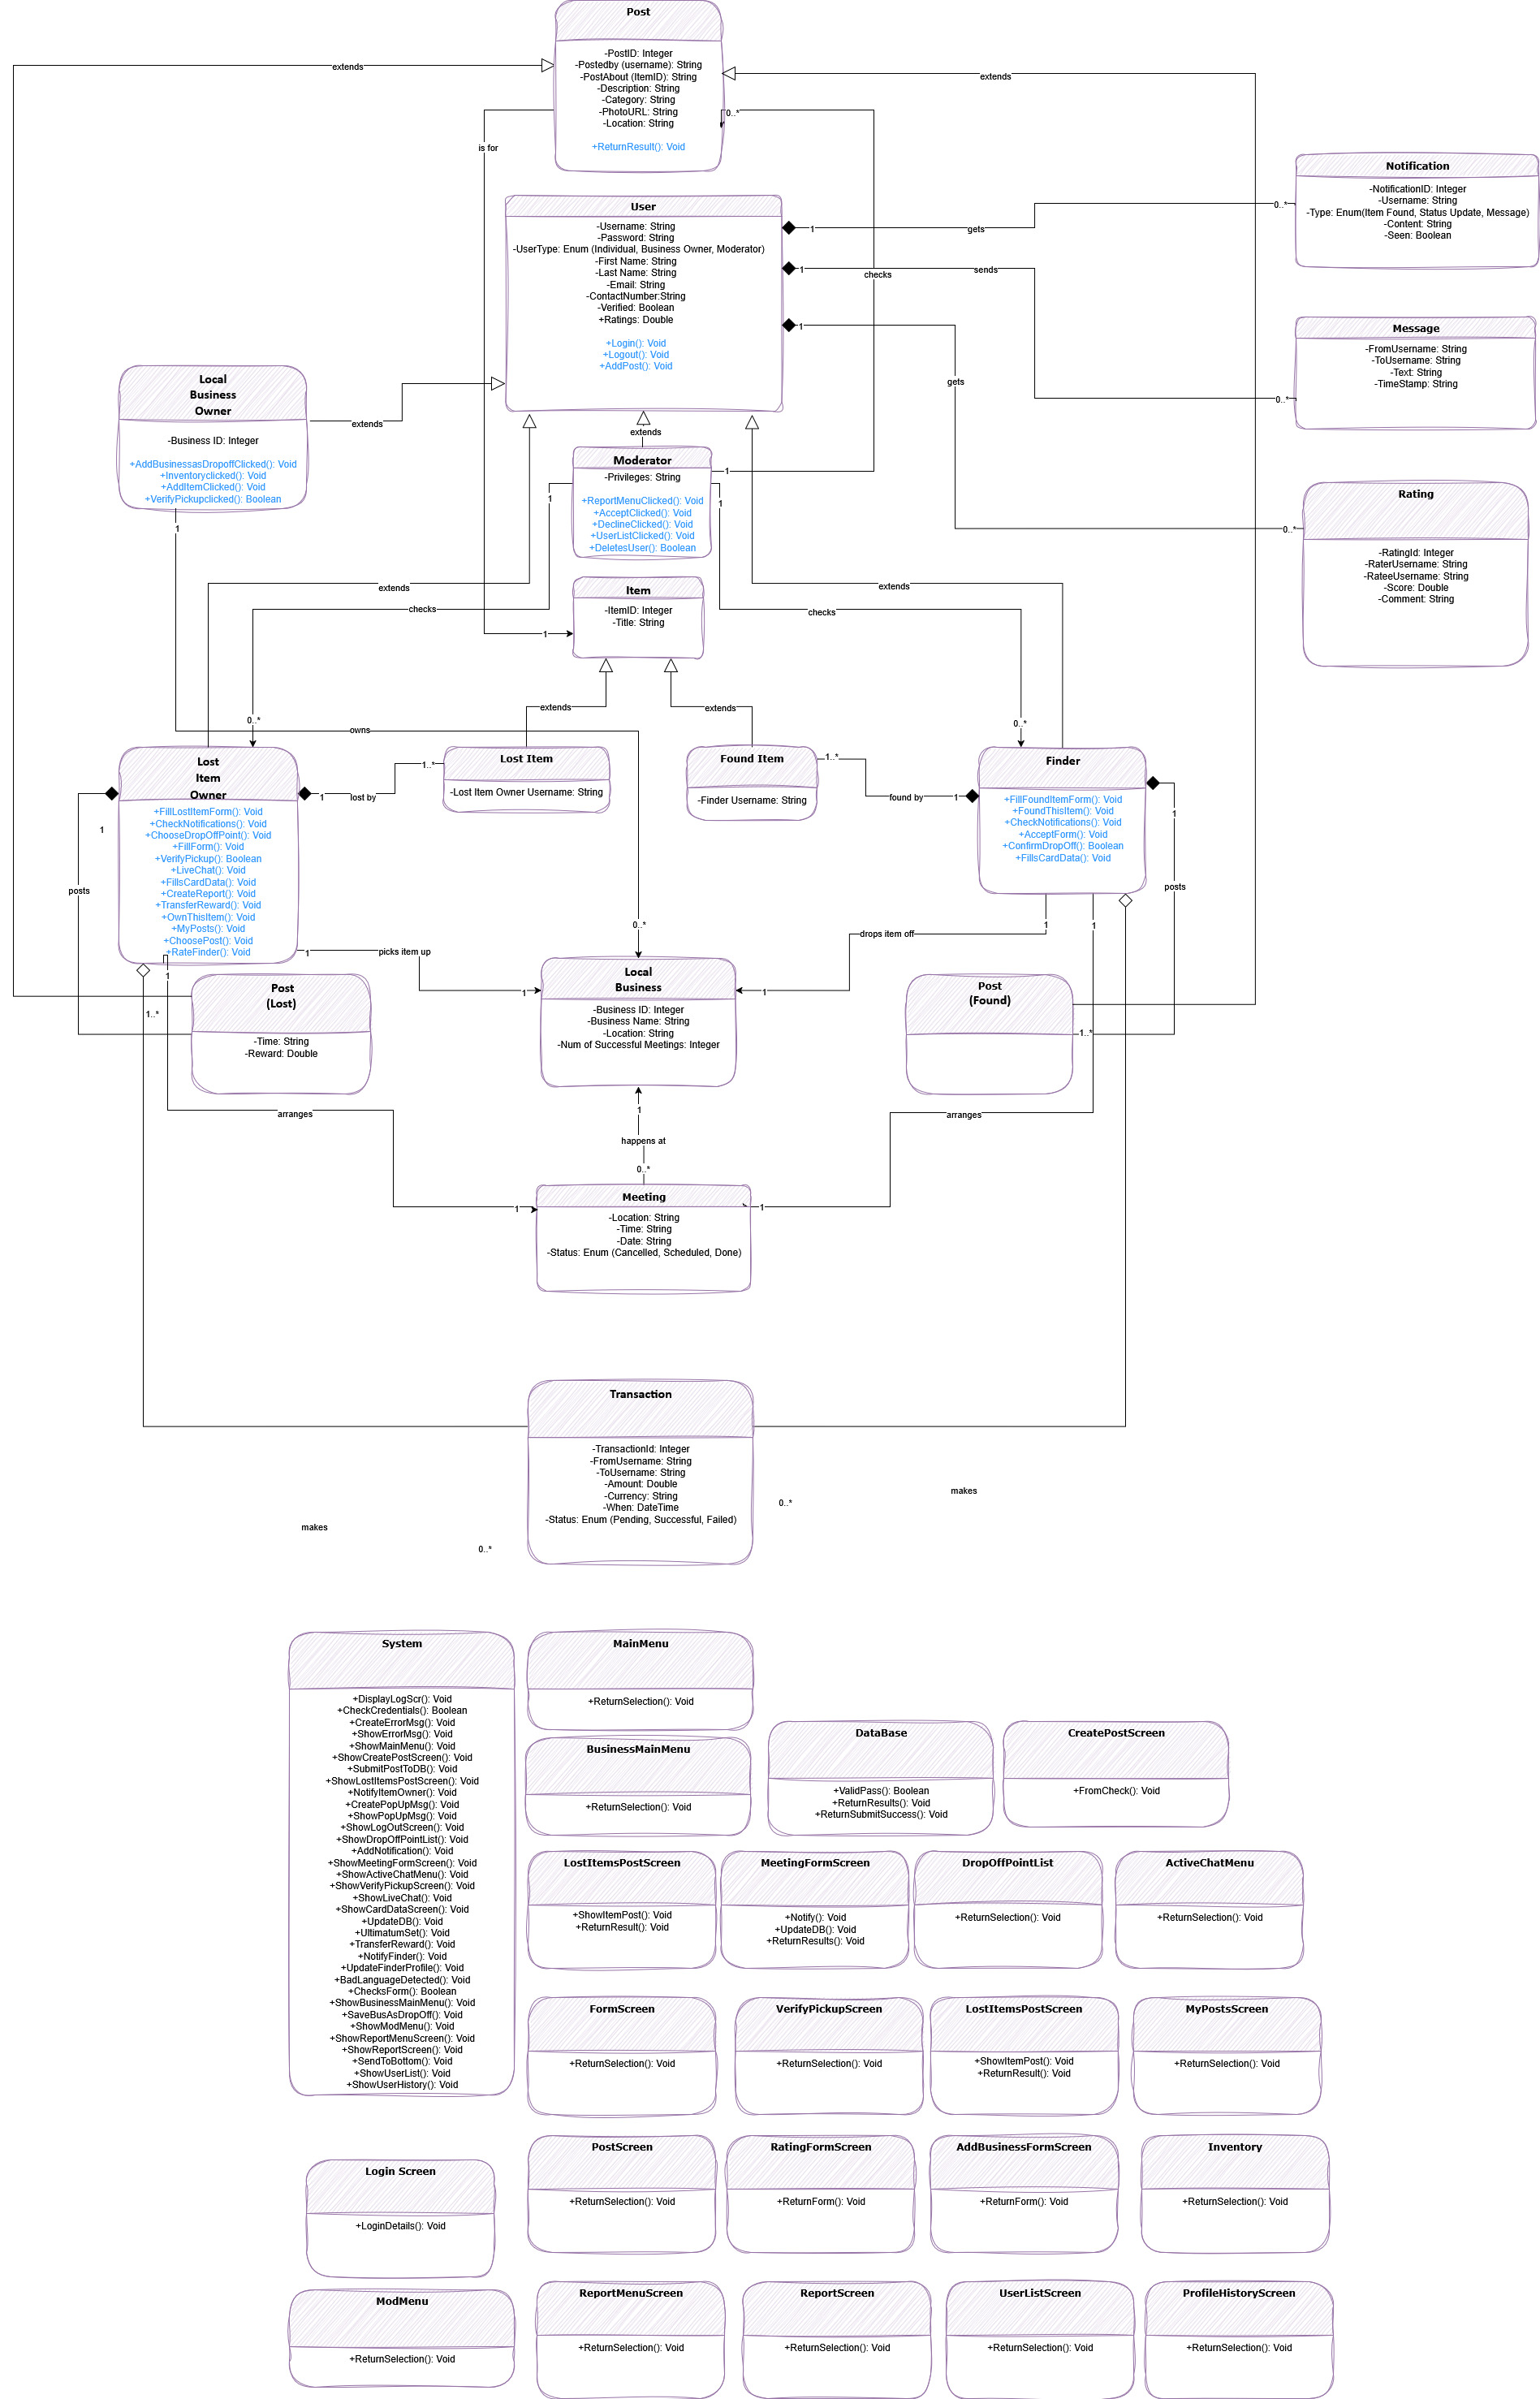 Post
-PostID: Integer
-Postedby (username): String
-PostAbout (ItemID): String
-Description: String
-Category: String
-PhotoURL: String
-Location: String
+ReturnResult(): Void
extends
extends
0..*
is for
Notification
-NotificationID: Integer
-Username: String
-Type: Enum(Item Found, Status Update, Message)
-Content: String
-Seen: Boolean
User
-Username: String
-Password: String
-UserType: Enum (Individual, Business Owner, Moderator)
-First Name: String
-Last Name: String
-Email: String
-ContactNumber:String
-Verified: Boolean
+Ratings: Double
+Login(): Void
+Logout(): Void
+AddPost(): Void
1
gets
0..*
1
sends
0..*
checks
1
gets
0..*
Message
-FromUsername: String
-ToUsername: String
-Text: String
-TimeStamp: String
Local
Business
Owner
-Business ID: Integer
+AddBusinessasDropoffClicked(): Void
+Inventoryclicked(): Void
+AddItemClicked(): Void
+VerifyPickupclicked(): Boolean
extends
extends
Moderator
-Privileges: String
+ReportMenuClicked(): Void
+AcceptClicked(): Void
+DeclineClicked(): Void
+UserListClicked(): Void
+DeletesUser(): Boolean
1
1
1
1
Rating
-RatingId: Integer
-RaterUsername: String
-RateeUsername: String
-Score: Double
-Comment: String
extends
extends
checks
checks
Item
-ItemID: Integer
-Title: String
1
extends
extends
0..*
0..*
owns
Lost
Item
Owner
+FillLostItemForm(): Void
+CheckNotifications(): Void
+ChooseDropOffPoint(): Void
+FillForm(): Void
+VerifyPickup(): Boolean
+LiveChat(): Void
+FillsCardData(): Void
+CreateReport(): Void
+TransferReward(): Void
+OwnThisItem(): Void
+MyPosts(): Void
+ChoosePost(): Void
+RateFinder(): Void
1
lost by
1..*
Lost Item
-Lost Item Owner Username: String
Found Item
-Finder Username: String
1..*
found by
1
Finder
+FillFoundItemForm(): Void
+FoundThisItem(): Void
+CheckNotifications(): Void
+AcceptForm(): Void
+ConfirmDropOff(): Boolean
+FillsCardData(): Void
1
posts
1
posts
0..*
1
1
drops item off
1
picks item up
1
1
1
Local
Business
-Business ID: Integer
-Business Name: String
-Location: String
-Num of Successful Meetings: Integer
Post
(Lost)
-Time: String
-Reward: Double
1..*
Post
(Found)
1..*
arranges
arranges
1
happens at
0..*
1
1
Meeting
-Location: String
-Time: String
-Date: String
-Status: Enum (Cancelled, Scheduled, Done)
Transaction
-TransactionId: Integer
-FromUsername: String
-ToUsername: String
-Amount: Double
-Currency: String
-When: DateTime
-Status: Enum (Pending, Successful, Failed)
makes
0..*
0..*
makes
System
+DisplayLogScr(): Void
+CheckCredentials(): Boolean
+CreateErrorMsg(): Void
+ShowErrorMsg(): Void
+ShowMainMenu(): Void
+ShowCreatePostScreen(): Void
+SubmitPostToDB(): Void
+ShowLostItemsPostScreen(): Void
+NotifyItemOwner(): Void
+CreatePopUpMsg(): Void
+ShowPopUpMsg(): Void
+ShowLogOutScreen(): Void
+ShowDropOffPointList(): Void
+AddNotification(): Void
+ShowMeetingFormScreen(): Void
+ShowActiveChatMenu(): Void
+ShowVerifyPickupScreen(): Void
+ShowLiveChat(): Void
+ShowCardDataScreen(): Void
+UpdateDB(): Void
+UltimatumSet(): Void
+TransferReward(): Void
+NotifyFinder(): Void
+UpdateFinderProfile(): Void
+BadLanguageDetected(): Void
+ChecksForm(): Boolean
+ShowBusinessMainMenu(): Void
+SaveBusAsDropOff(): Void
+ShowModMenu(): Void
+ShowReportMenuScreen(): Void
+ShowReportScreen(): Void
+SendToBottom(): Void
+ShowUserList(): Void
+ShowUserHistory(): Void
MainMenu
+ReturnSelection(): Void
BusinessMainMenu
+ReturnSelection(): Void
DataBase
+ValidPass(): Boolean
+ReturnResults(): Void
+ReturnSubmitSuccess(): Void
CreatePostScreen
+FromCheck(): Void
LostItemsPostScreen
+ShowItemPost(): Void
+ReturnResult(): Void
MeetingFormScreen
+Notify(): Void
+UpdateDB(): Void
+ReturnResults(): Void
DropOffPointList
+ReturnSelection(): Void
ActiveChatMenu
+ReturnSelection(): Void
FormScreen
+ReturnSelection(): Void
VerifyPickupScreen
+ReturnSelection(): Void
LostItemsPostScreen
+ShowItemPost(): Void
+ReturnResult(): Void
MyPostsScreen
+ReturnSelection(): Void
Login Screen
+LoginDetails(): Void
PostScreen
+ReturnSelection(): Void
RatingFormScreen
+ReturnForm(): Void
AddBusinessFormScreen
+ReturnForm(): Void
Inventory
+ReturnSelection(): Void
ModMenu
+ReturnSelection(): Void
ReportMenuScreen
+ReturnSelection(): Void
ReportScreen
+ReturnSelection(): Void
UserListScreen
+ReturnSelection(): Void
ProfileHistoryScreen
+ReturnSelection(): Void